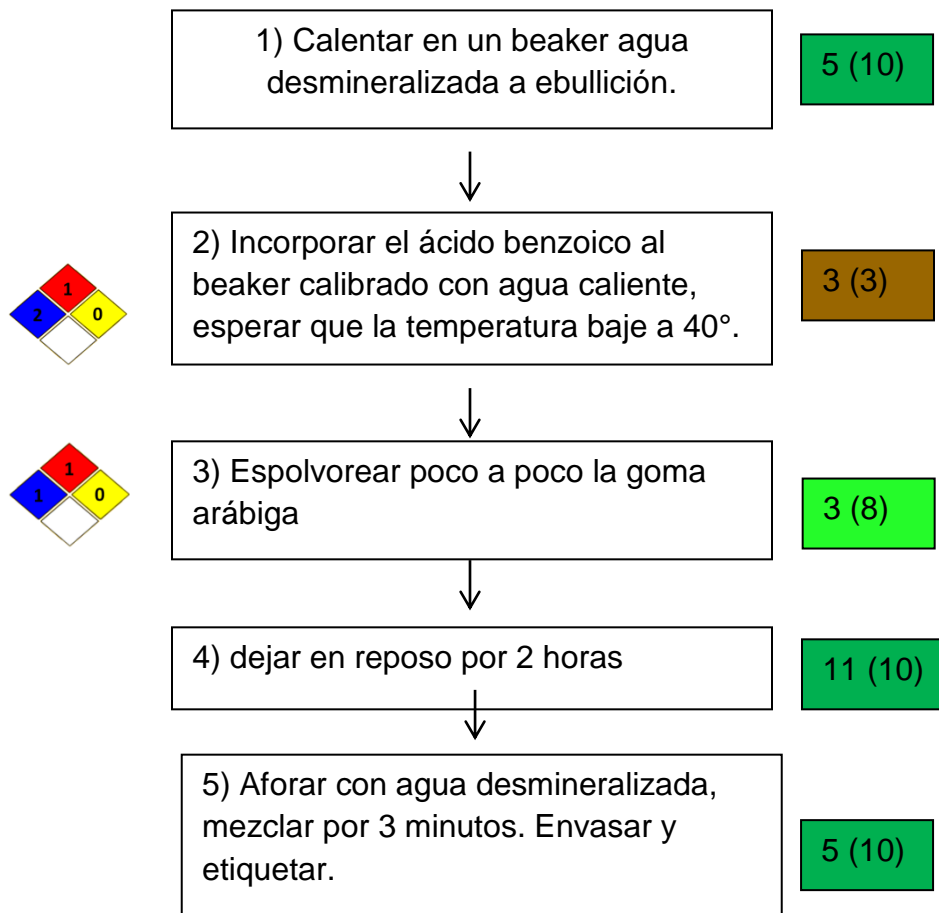 1) Calentar en un beaker agua
desmineralizada a ebullición.
5 (10)
2) Incorporar el ácido benzoico al
beaker calibrado con agua caliente,
esperar que la temperatura baje a 40°.
1
2
0
3 (3)
3) Espolvorear poco a poco la goma
arábiga
1
1
0
3 (8)
4) dejar en reposo por 2 horas
11 (10)
5) Aforar con agua desmineralizada,
mezclar por 3 minutos. Envasar y
etiquetar.
5 (10)